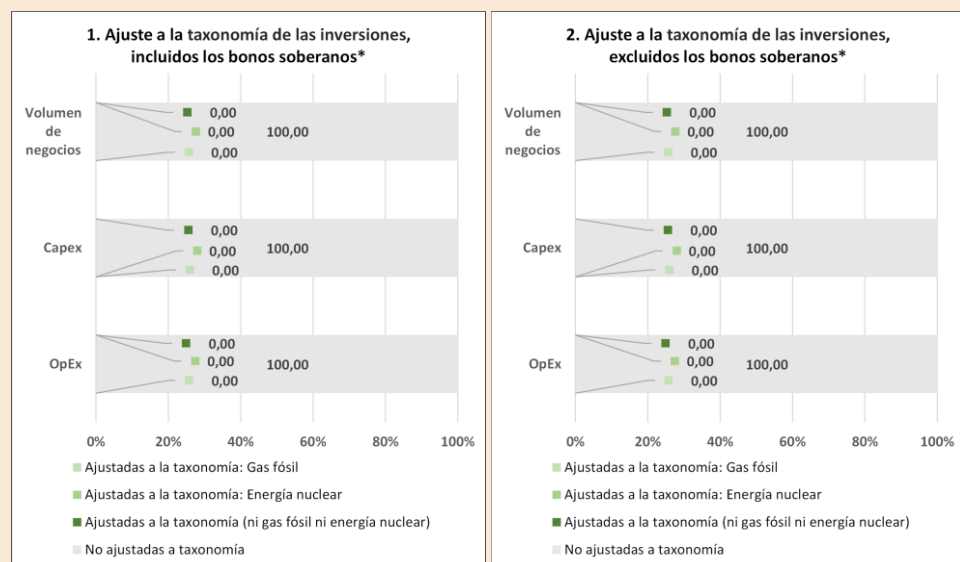 1. Ajuste a la taxonomía de las inversiones,
incluidos los bonos soberanos*
Volumen
de
negocios
0,00
0,00
100,00
0,00
Capex
0,00
0,00
100,00
0,00
OpEx
0,00
0,00
100,00
0,00
0%
20%
40%
60%
80%
100%
Ajustadas a la taxonomía: Gas fósil
Ajustadas a la taxonomía: Energía nuclear
Ajustadas a la taxonomía (ni gas fósil ni energía nuclear)
No ajustadas a taxonomía
2. Ajuste a la taxonomía de las inversiones,
excluidos los bonos soberanos*
Volumen
de
negocios
0,00
0,00
100,00
0,00
Capex
0,00
0,00
100,00
0,00
OpEx
0,00
0,00
100,00
0,00
0%
20%
40%
60%
80%
100%
Ajustadas a la taxonomía: Gas fósil
Ajustadas a la taxonomía: Energía nuclear
Ajustadas a la taxonomía (ni gas fósil ni energía nuclear)
No ajustadas a taxonomía